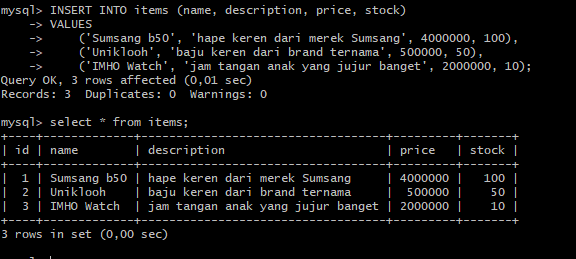 mysql> INSERT INTO items (name, description, price, stock)
    -> VALUES
    ->      ('Sumsang b50', 'hape keren dari merek Sumsang', 4000000, 100),
    ->      ('Uniklooh', 'baju keren dari brand ternama', 500000, 50),
    ->      ('IMHO Watch', 'jam tangan anak yang jujur banget', 2000000, 10);
Query OK, 3 rows affected (0,01 sec)
Records: 3  Duplicates: 0  Warnings: 0
mysql> select * from items;
+----+-------------+-----------------------------------+---------+-------+
| id | name        | description                       | price   | stock |
+----+-------------+-----------------------------------+---------+-------+
|  1 | Sumsang b50 | hape keren dari merek Sumsang     | 4000000 |   100 |
|  2 | Uniklooh    | baju keren dari brand ternama     |  500000 |    50 |
|  3 | IMHO Watch  | jam tangan anak yang jujur banget | 2000000 |    10 |
+----+-------------+-----------------------------------+---------+-------+
3 rows in set (0,00 sec)